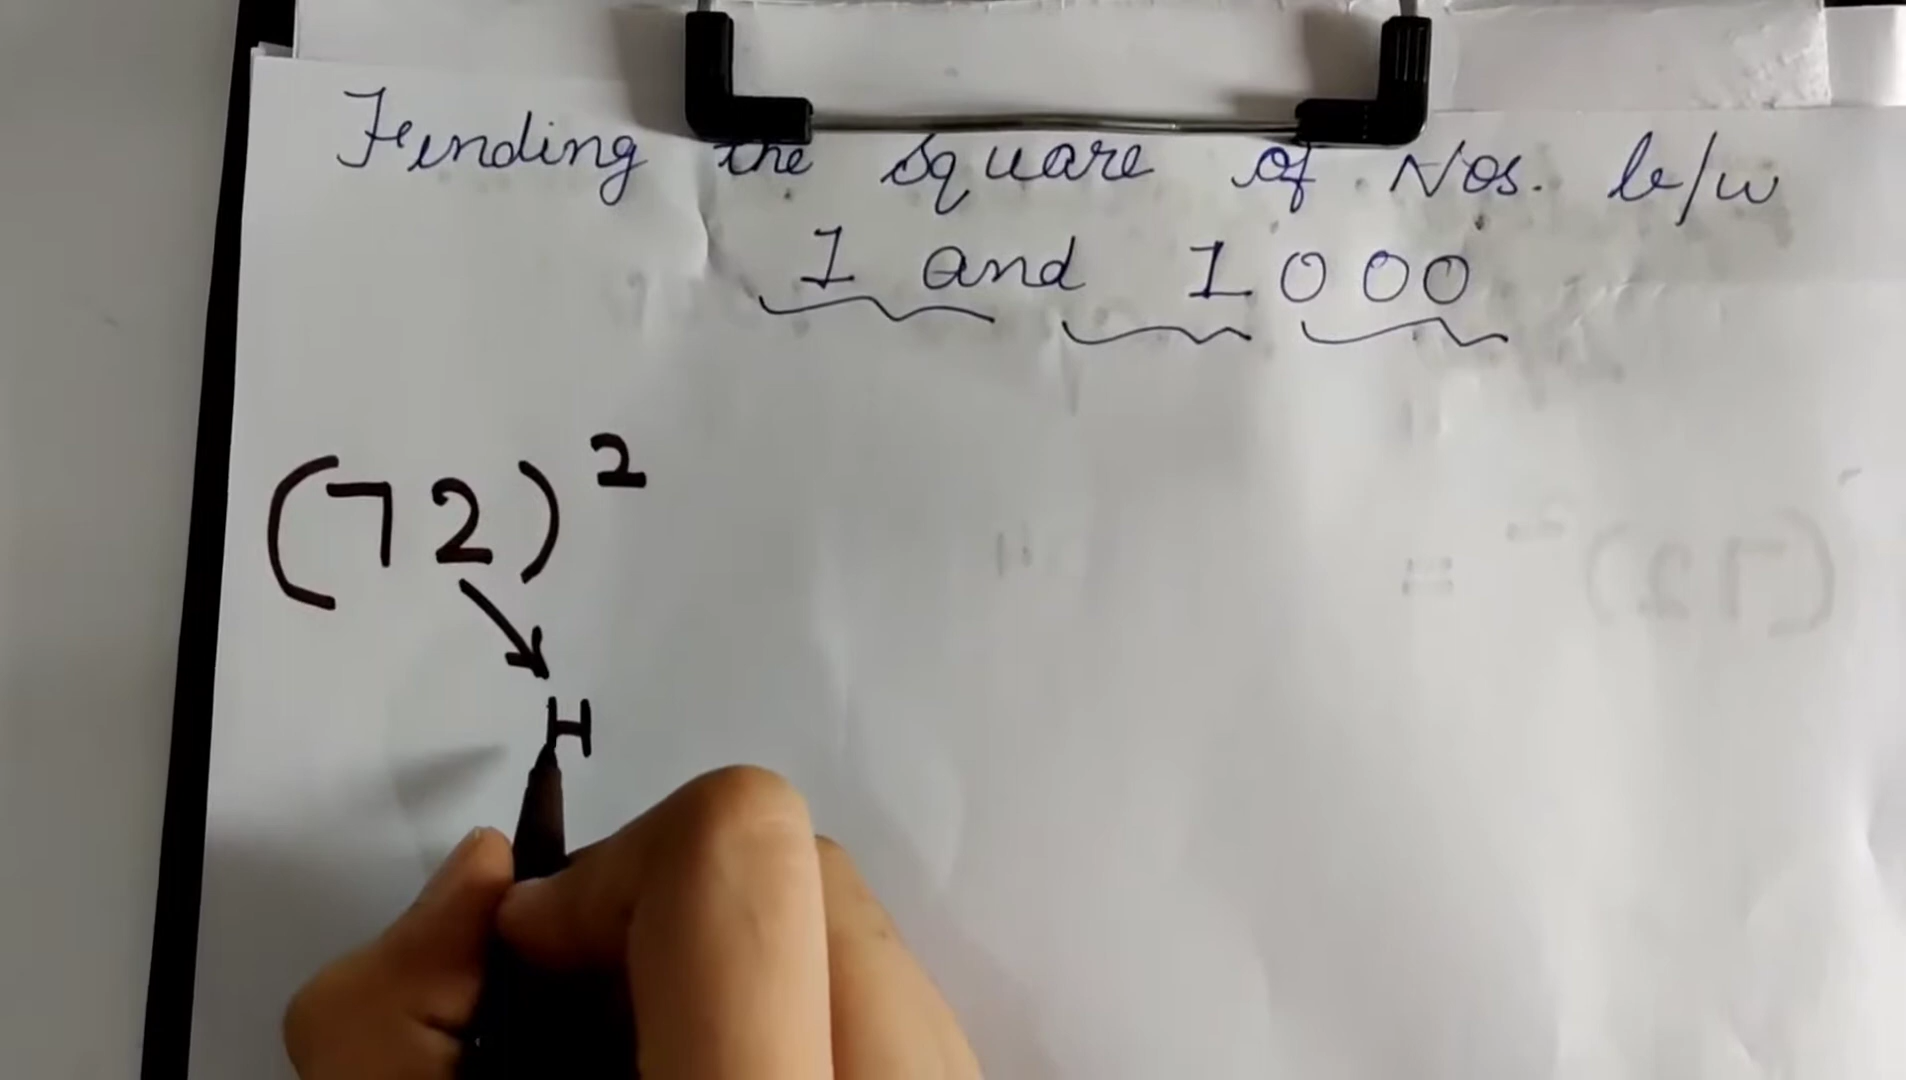 Finding the square of Nos. b/w
1 and 1000
(72)²
H